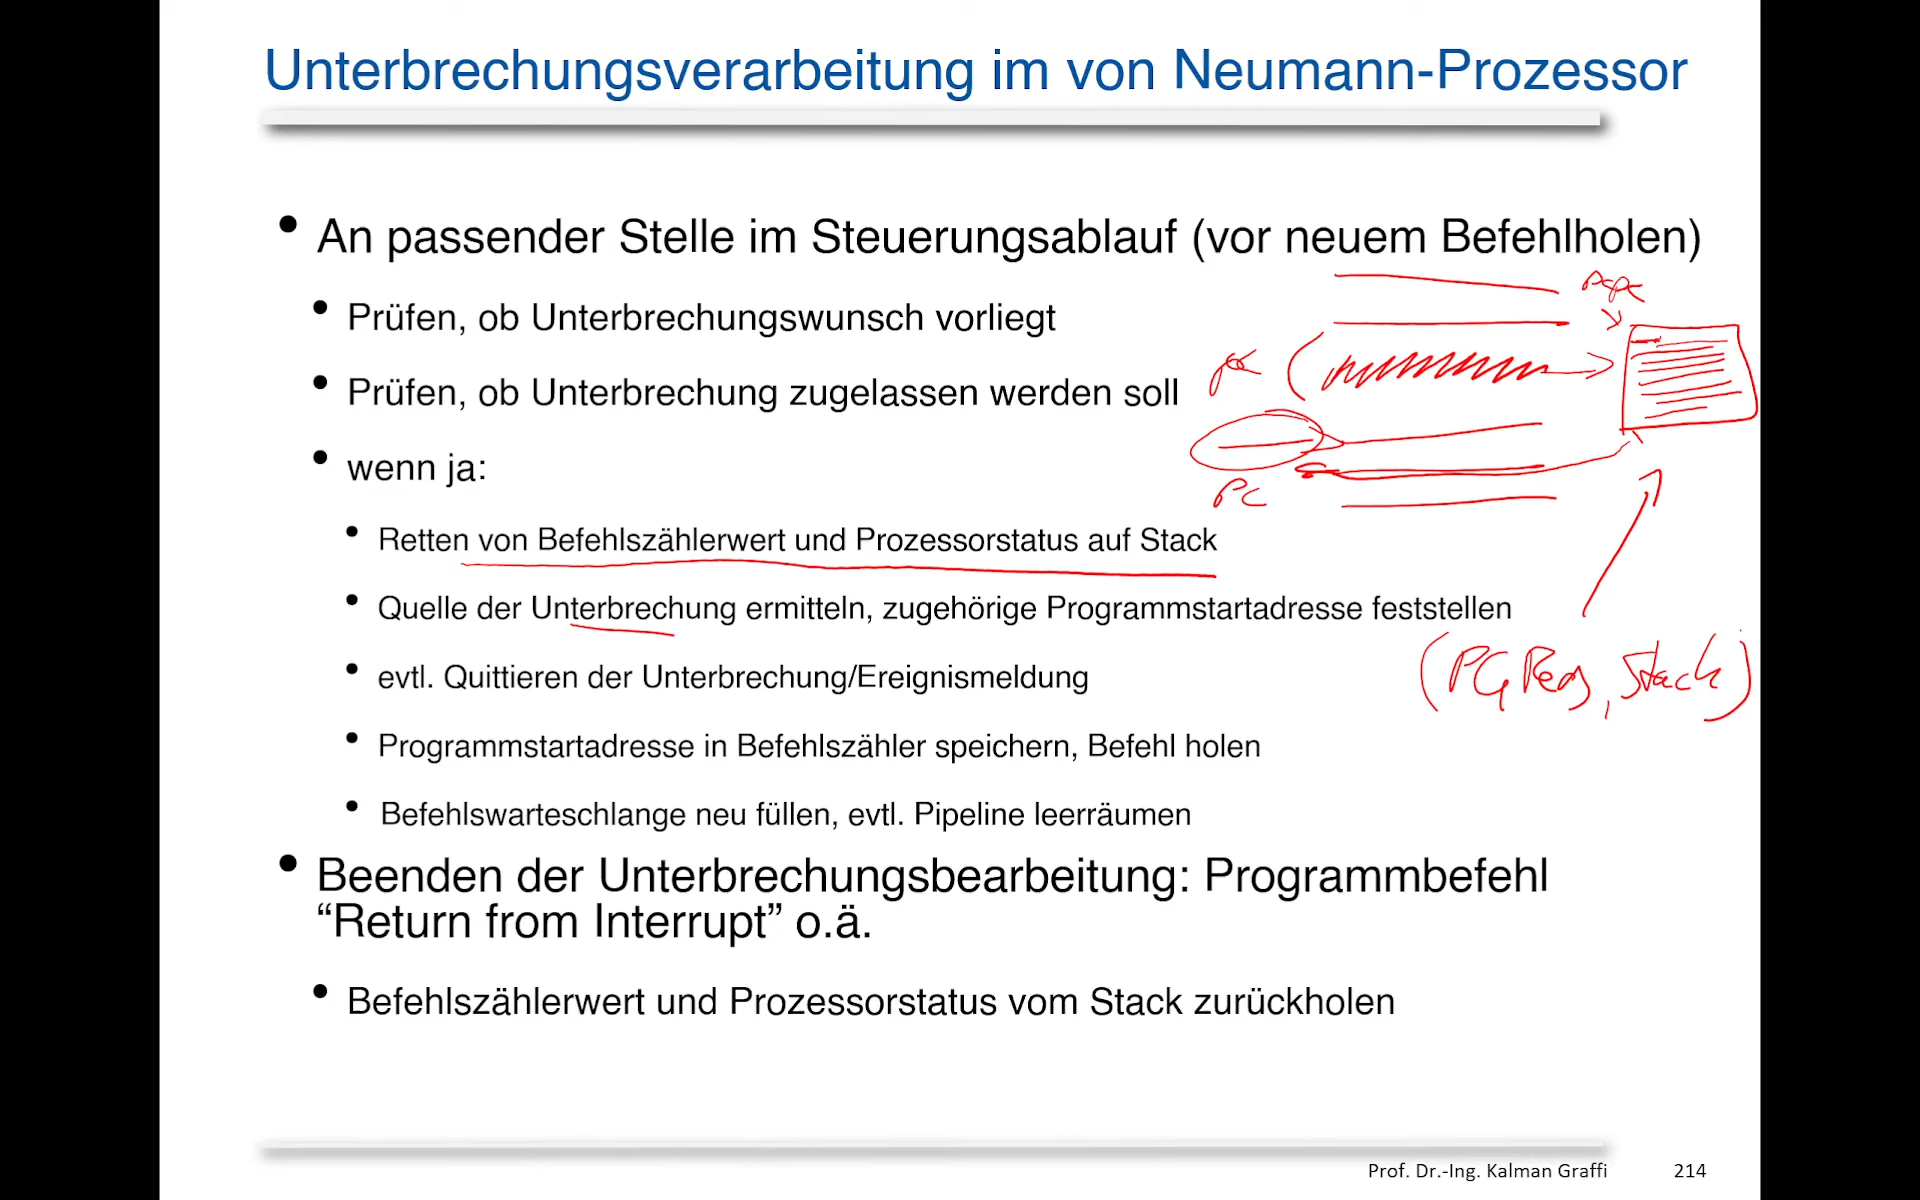 Unterbrechungsverarbeitung im von Neumann-Prozessor
• An passender Stelle im Steuerungsablauf (vor neuem Befehlholen)
• Prüfen, ob Unterbrechungswunsch vorliegt
• Prüfen, ob Unterbrechung zugelassen werden soll
• wenn ja:
PC
• Retten von Befehlszählerwert und Prozessorstatus auf Stack
• Quelle der Unterbrechung ermitteln, zugehörige Programmstartadresse feststellen
• evtl. Quittieren der Unterbrechung/Ereignismeldung
(PC, Reg, Stack)
• Programmstartadresse in Befehlszähler speichern, Befehl holen
• Befehlswarteschlange neu füllen, evtl. Pipeline leerräumen
• Beenden der Unterbrechungsbearbeitung: Programmbefehl
“Return from Interrupt” o.ä.
• Befehlszählerwert und Prozessorstatus vom Stack zurückholen
Prof. Dr.-Ing. Kalman Graffi 214